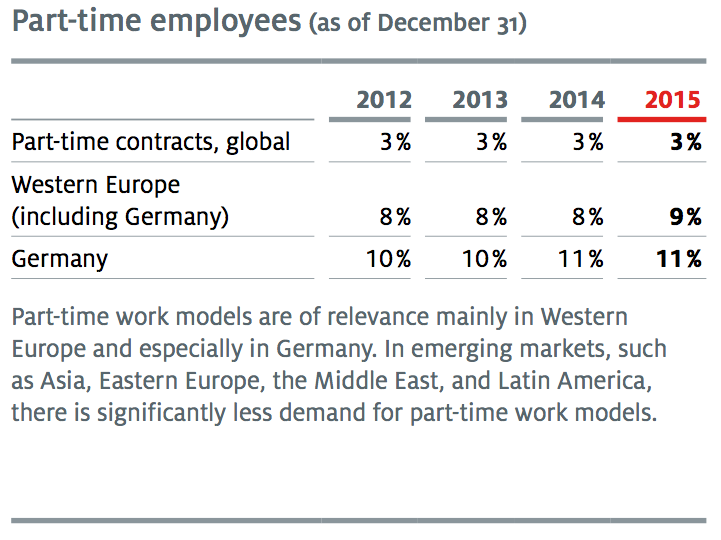 Part-time employees (as of December 31)
2012 2013 2014 2015
Part-time contracts, global 3 % 3 % 3 % 3 %
Western Europe
(including Germany) 8 % 8 % 8 % 9 %
Germany 10 % 10 % 11 % 11 %
Part-time work models are of relevance mainly in Western
Europe and especially in Germany. In emerging markets, such
as Asia, Eastern Europe, the Middle East, and Latin America,
there is significantly less demand for part-time work models.